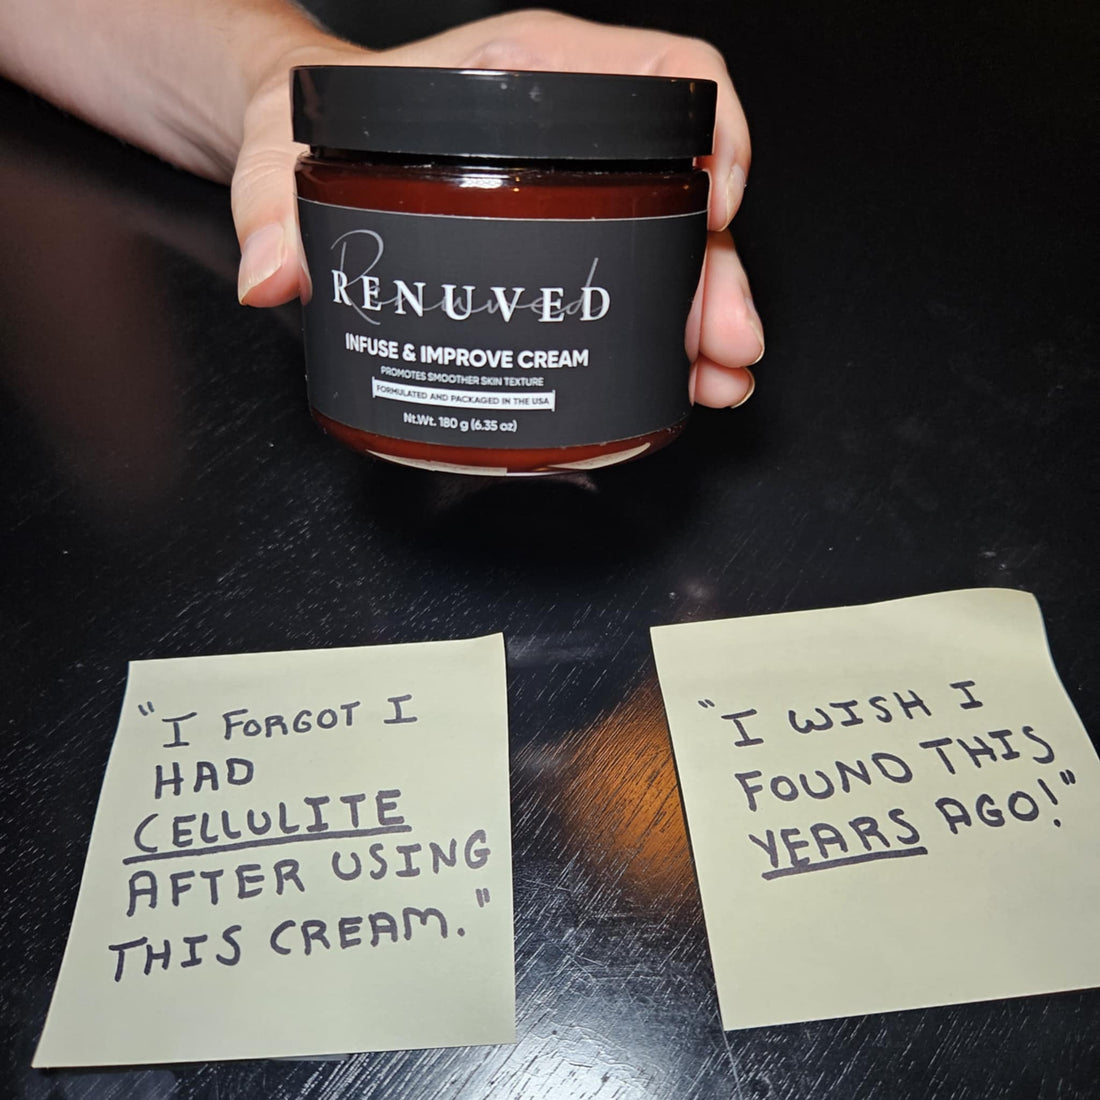 Renuved
RENUVED
INFUSE & IMPROVE CREAM
PROMOTES SMOOTHER SKIN TEXTURE
FORMULATED AND PACKAGED IN THE USA
Nt.Wt. 180 g (6.35 oz)
"I FORGOT I
HAD
CELLULITE
AFTER USING
THIS CREAM."
"I WISH I
FOUND THIS
YEARS AGO!"